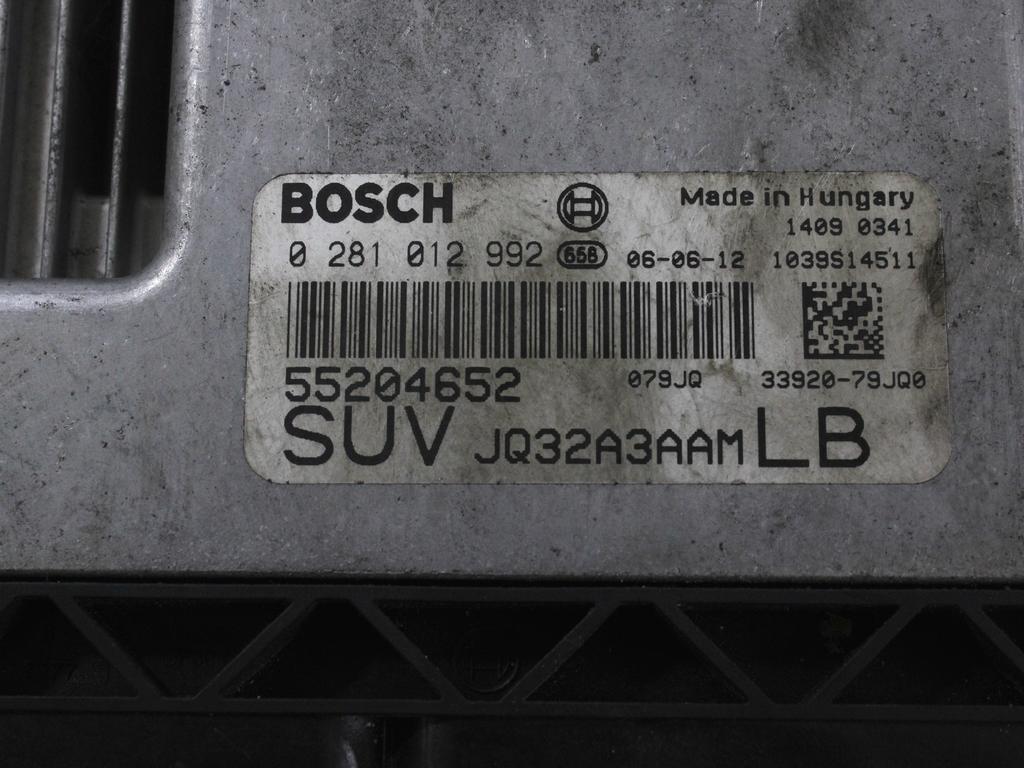 BOSCH Made in Hungary
1409 0341
0 281 012 992 658 06-06-12 1039S14511
55204652 079JQ 33920-79JQ0
SUV JQ32A3AAM LB